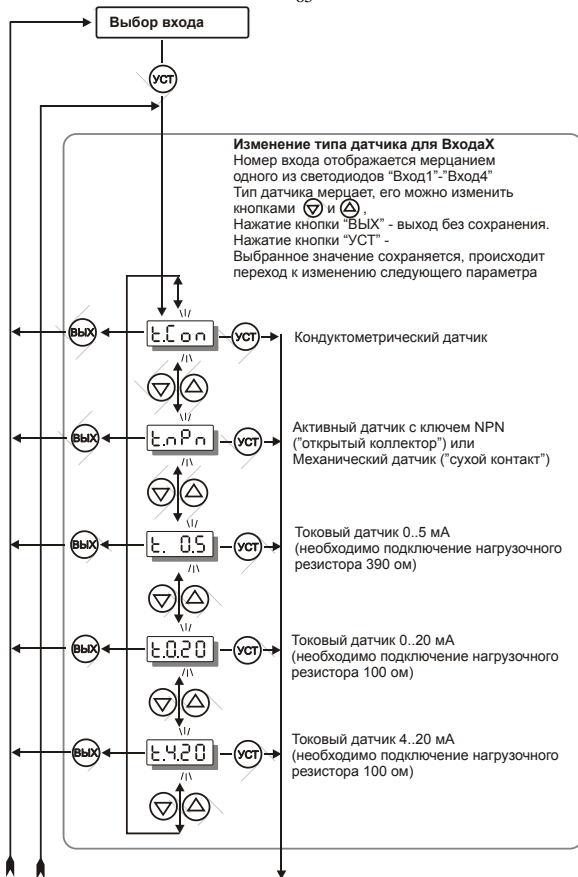 Выбор входа
УСТ
Изменение типа датчика для ВходаX
Номер входа отображается мерцанием
одного из светодиодов “Вход1”-”Вход4”
Тип датчика мерцает, его можно изменить
кнопками и ,
Нажатие кнопки “ВЫХ” - выход без сохранения.
Нажатие кнопки “УСТ” -
Выбранное значение сохраняется, происходит
переход к изменению следующего параметра
ВЫХ t.Con УСТ Кондуктометрический датчик
ВЫХ t.nPn УСТ Активный датчик с ключем NPN
(”открытый коллектор”) или
Механический датчик (”сухой контакт”)
ВЫХ t. 0.5 УСТ Токовый датчик 0..5 мА
(необходимо подключение нагрузочного
резистора 390 ом)
ВЫХ t.0.20 УСТ Токовый датчик 0..20 мА
(необходимо подключение нагрузочного
резистора 100 ом)
ВЫХ t.4.20 УСТ Токовый датчик 4..20 мА
(необходимо подключение нагрузочного
резистора 100 ом)